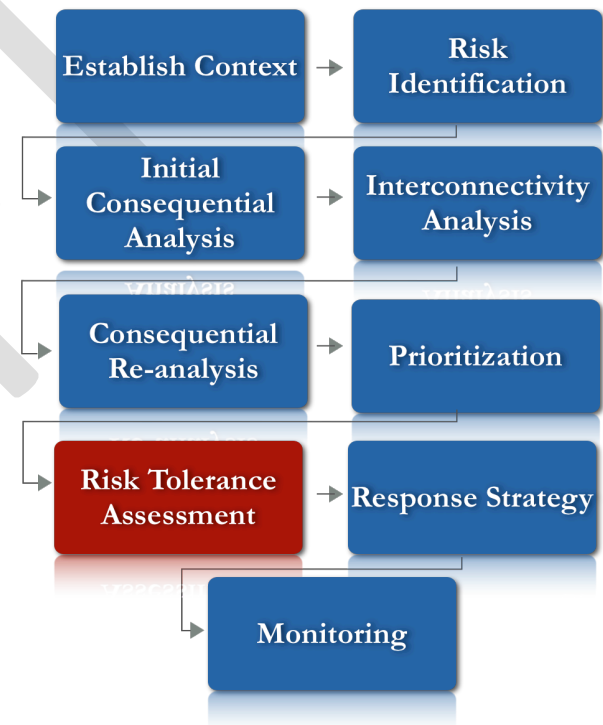 Establish Context
Risk
Identification
Initial
Consequential
Analysis
Interconnectivity
Analysis
Consequential
Re-analysis
Prioritization
Risk Tolerance
Assessment
Response Strategy
Monitoring